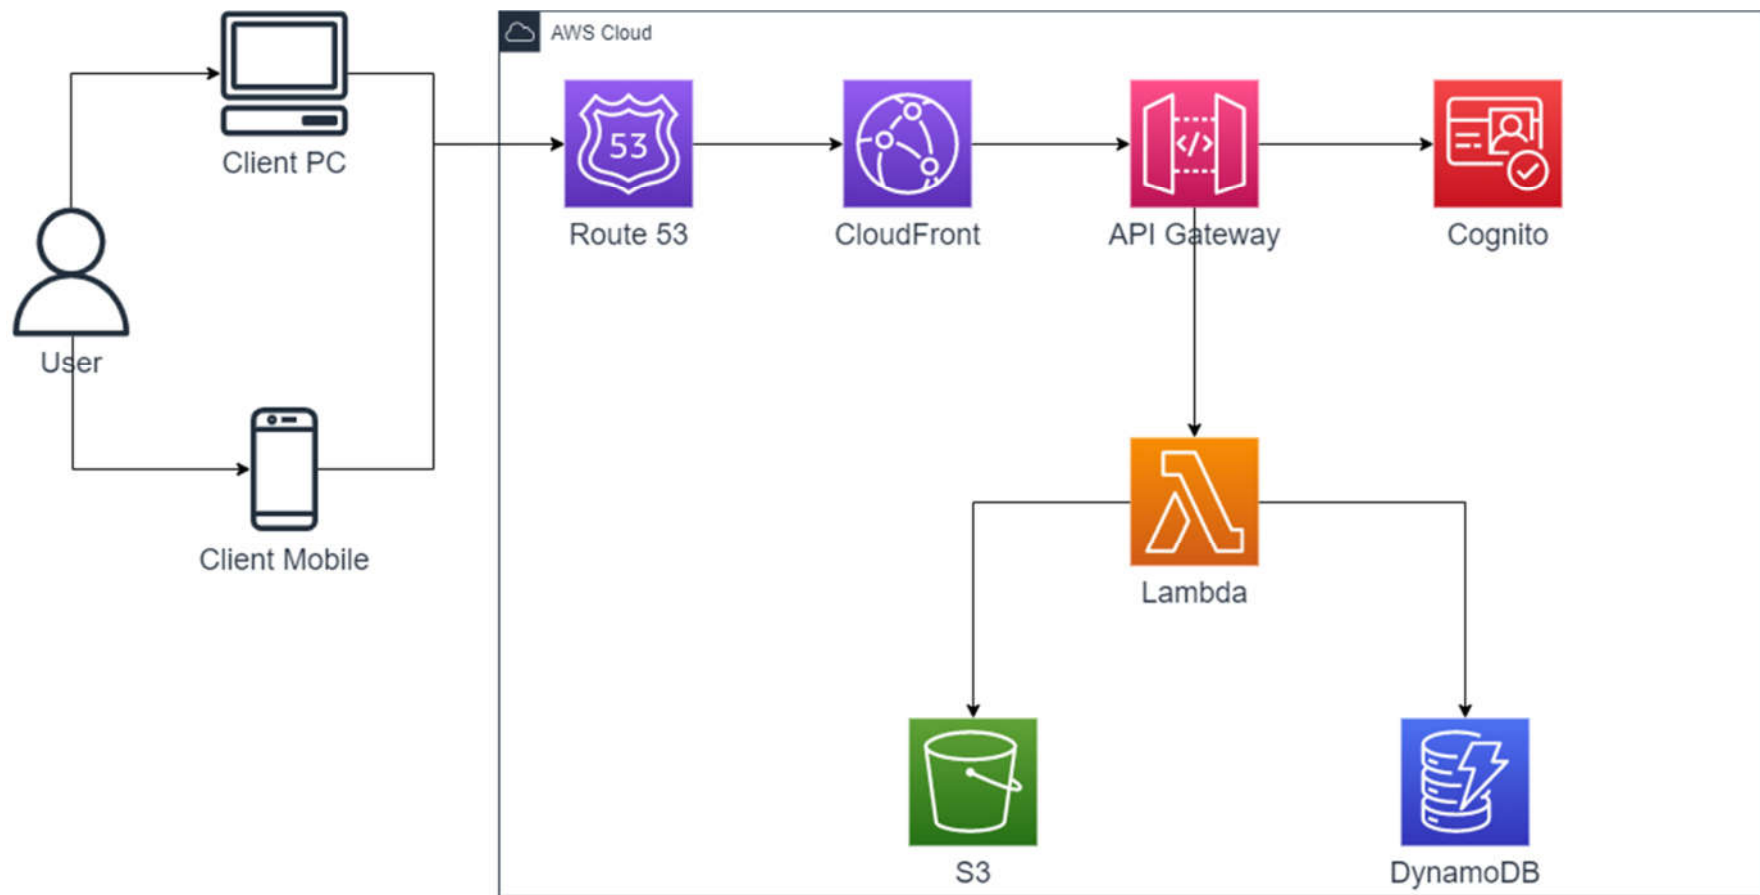 AWS Cloud
Client PC
53
Route 53
CloudFront
</>
API Gateway
Cognito
User
Client Mobile
Lambda
S3
DynamoDB